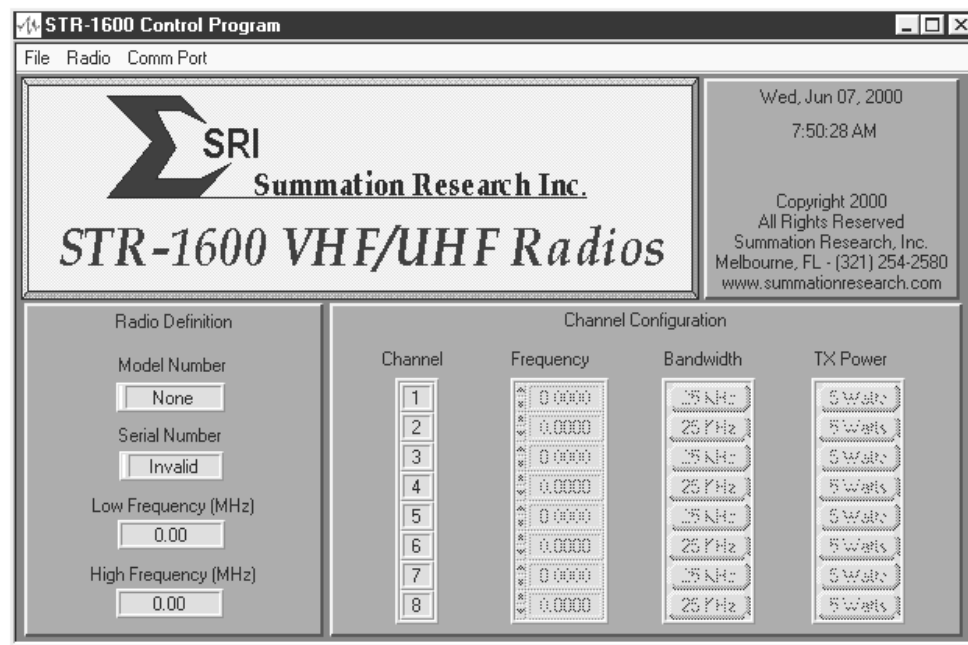 STR-1600 Control Program
File Radio Comm Port
SRI
Summation Research Inc.
STR-1600 VHF/UHF Radios
Wed, Jun 07, 2000
7:50:28 AM
Copyright 2000
All Rights Reserved
Summation Research, Inc.
Melbourne, FL - (321) 254-2580
www.summationresearch.com
Radio Definition
Model Number
None
Serial Number
Invalid
Low Frequency (MHz)
0.00
High Frequency (MHz)
0.00
Channel Configuration
Channel Frequency Bandwidth TX Power
1 0.0000 25 KHz 5 Watts
2 0.0000 25 KHz 5 Watts
3 0.0000 25 KHz 5 Watts
4 0.0000 25 KHz 5 Watts
5 0.0000 25 KHz 5 Watts
6 0.0000 25 KHz 5 Watts
7 0.0000 25 KHz 5 Watts
8 0.0000 25 KHz 5 Watts